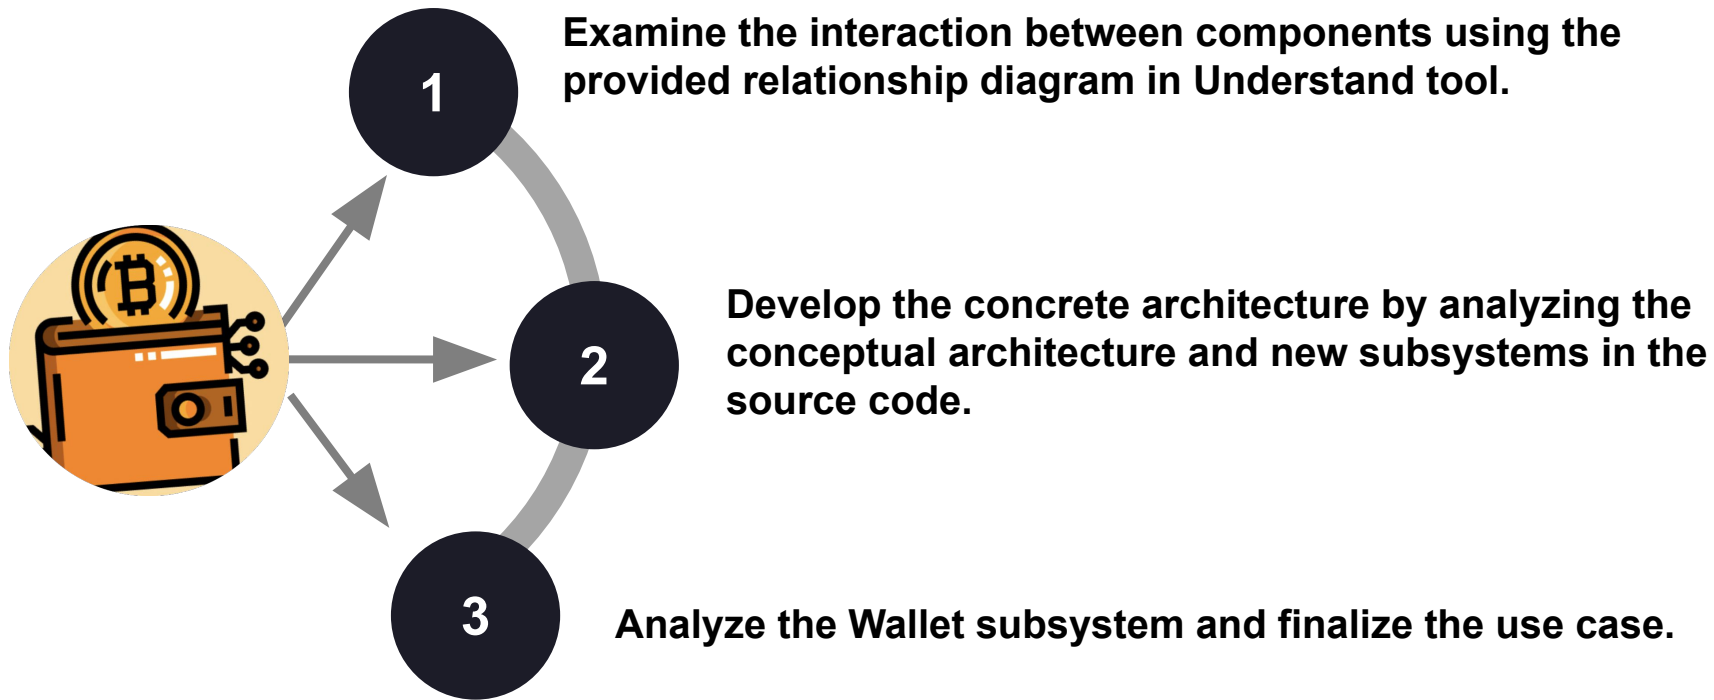 1
Examine the interaction between components using the
provided relationship diagram in Understand tool.
2
Develop the concrete architecture by analyzing the
conceptual architecture and new subsystems in the
source code.
3
Analyze the Wallet subsystem and finalize the use case.